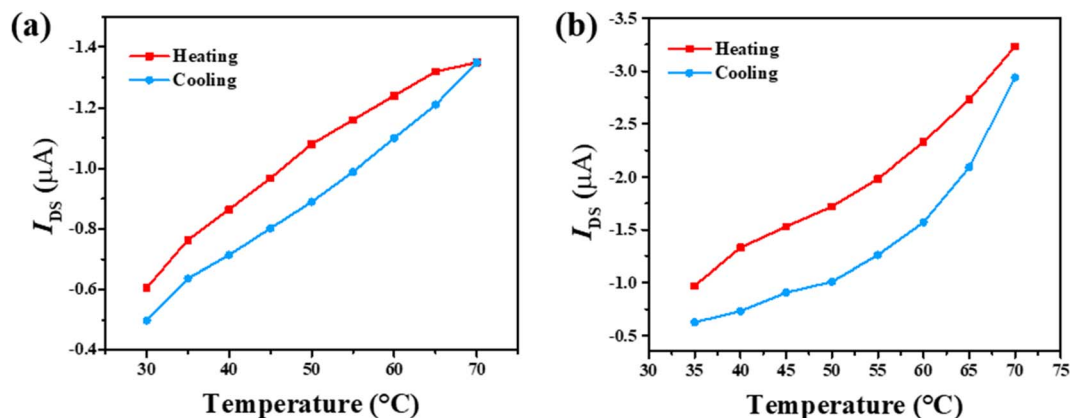 (a)
Heating
Cooling
-1.4
-1.2
-1.0
-0.8
-0.6
-0.4
I_DS (μA)
30
40
50
60
70
Temperature (°C)
(b)
Heating
Cooling
-3.5
-3.0
-2.5
-2.0
-1.5
-1.0
-0.5
I_DS (μA)
30
35
40
45
50
55
60
65
70
75
Temperature (°C)